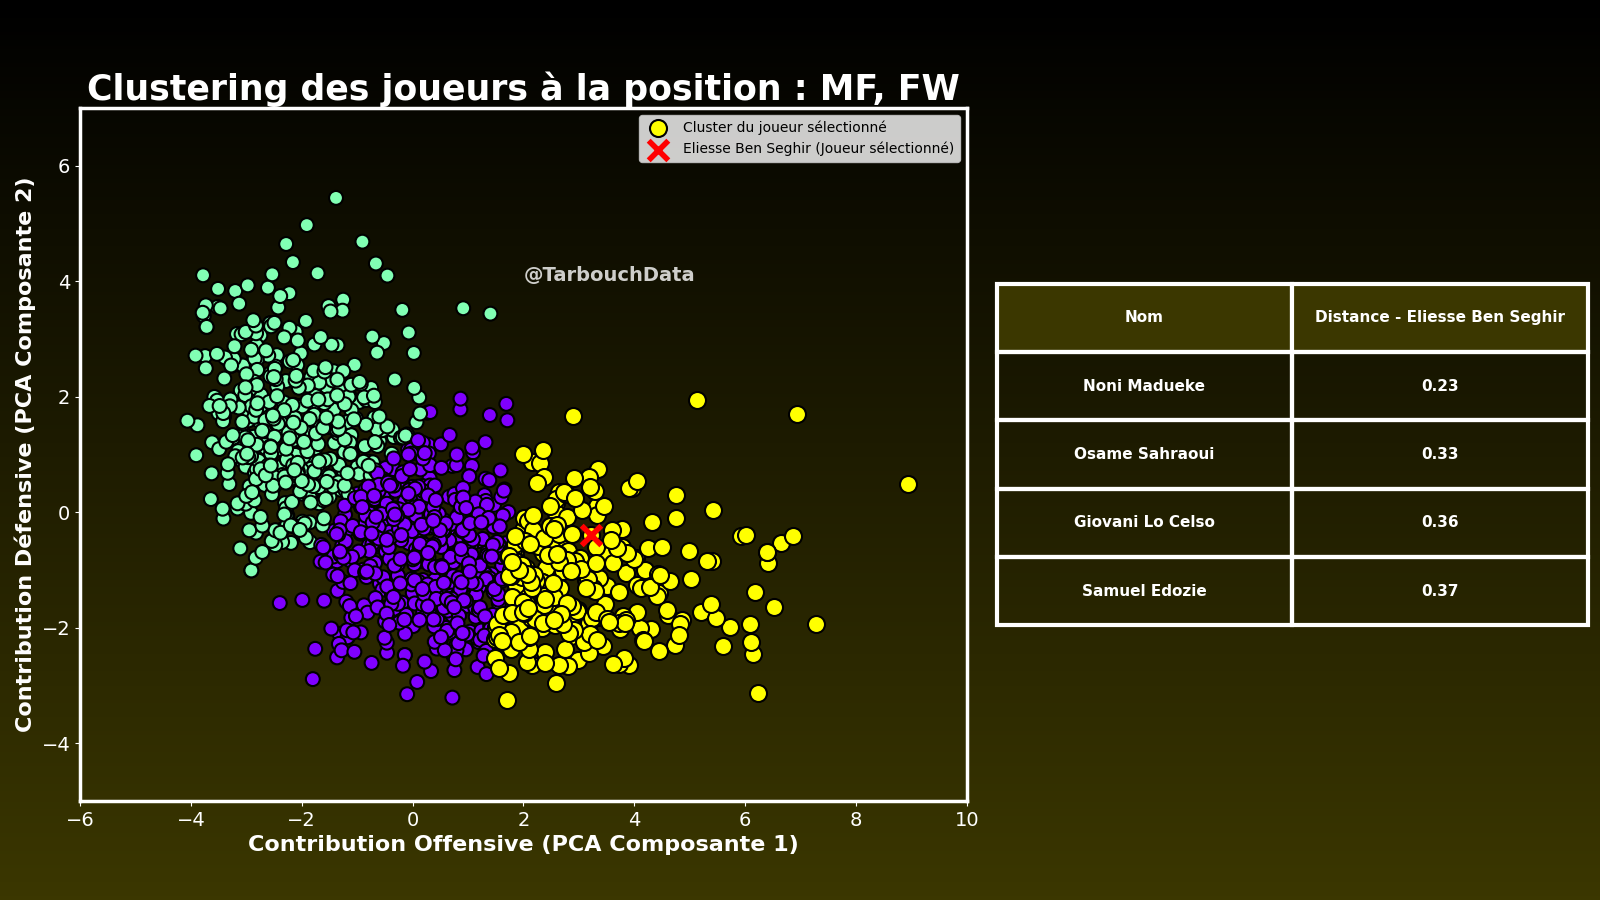 Clustering des joueurs à la position : MF, FW
Cluster du joueur sélectionné
Eliesse Ben Seghir (Joueur sélectionné)
@TarbouchData
Contribution Défensive (PCA Composante 2)
6
4
2
0
−2
−4
−6
−4
−2
0
2
4
6
8
10
Contribution Offensive (PCA Composante 1)
Nom Distance - Eliesse Ben Seghir
Noni Madueke 0.23
Osame Sahraoui 0.33
Giovani Lo Celso 0.36
Samuel Edozie 0.37